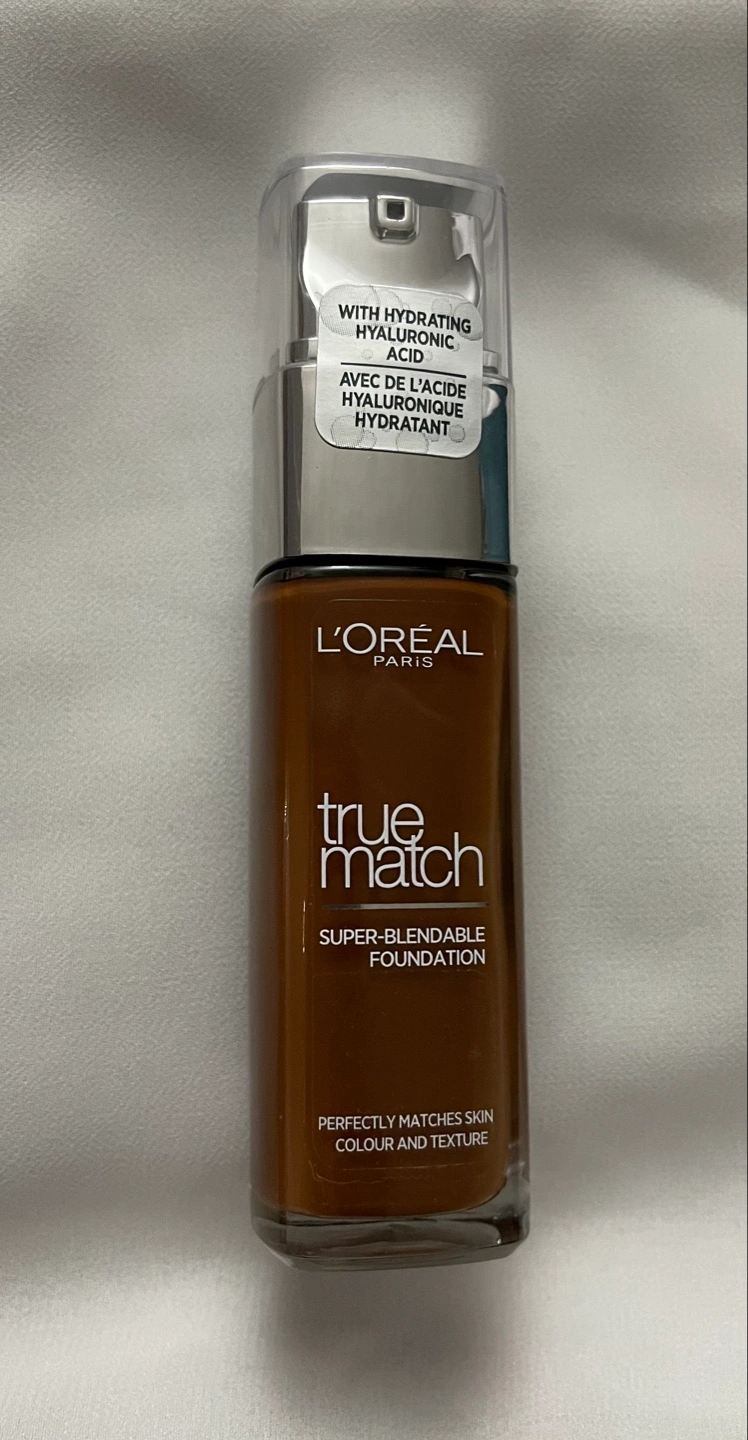 WITH HYDRATING
HYALURONIC
ACID
AVEC DE L'ACIDE
HYALURONIQUE
HYDRATANT
L'ORÉAL
PARiS
true
match
SUPER-BLENDABLE
FOUNDATION
PERFECTLY MATCHES SKIN
COLOUR AND TEXTURE